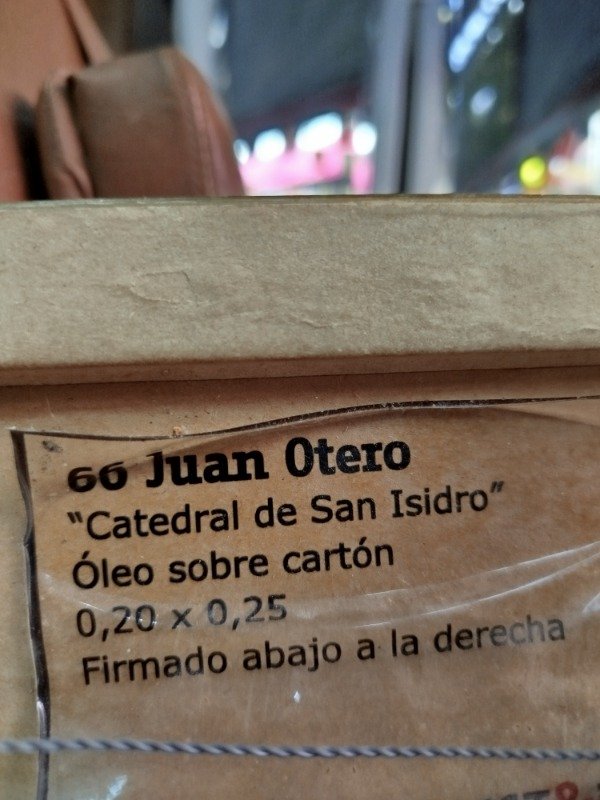 66 Juan Otero
“Catedral de San Isidro”
Óleo sobre cartón
0,20 x 0,25
Firmado abajo a la derecha